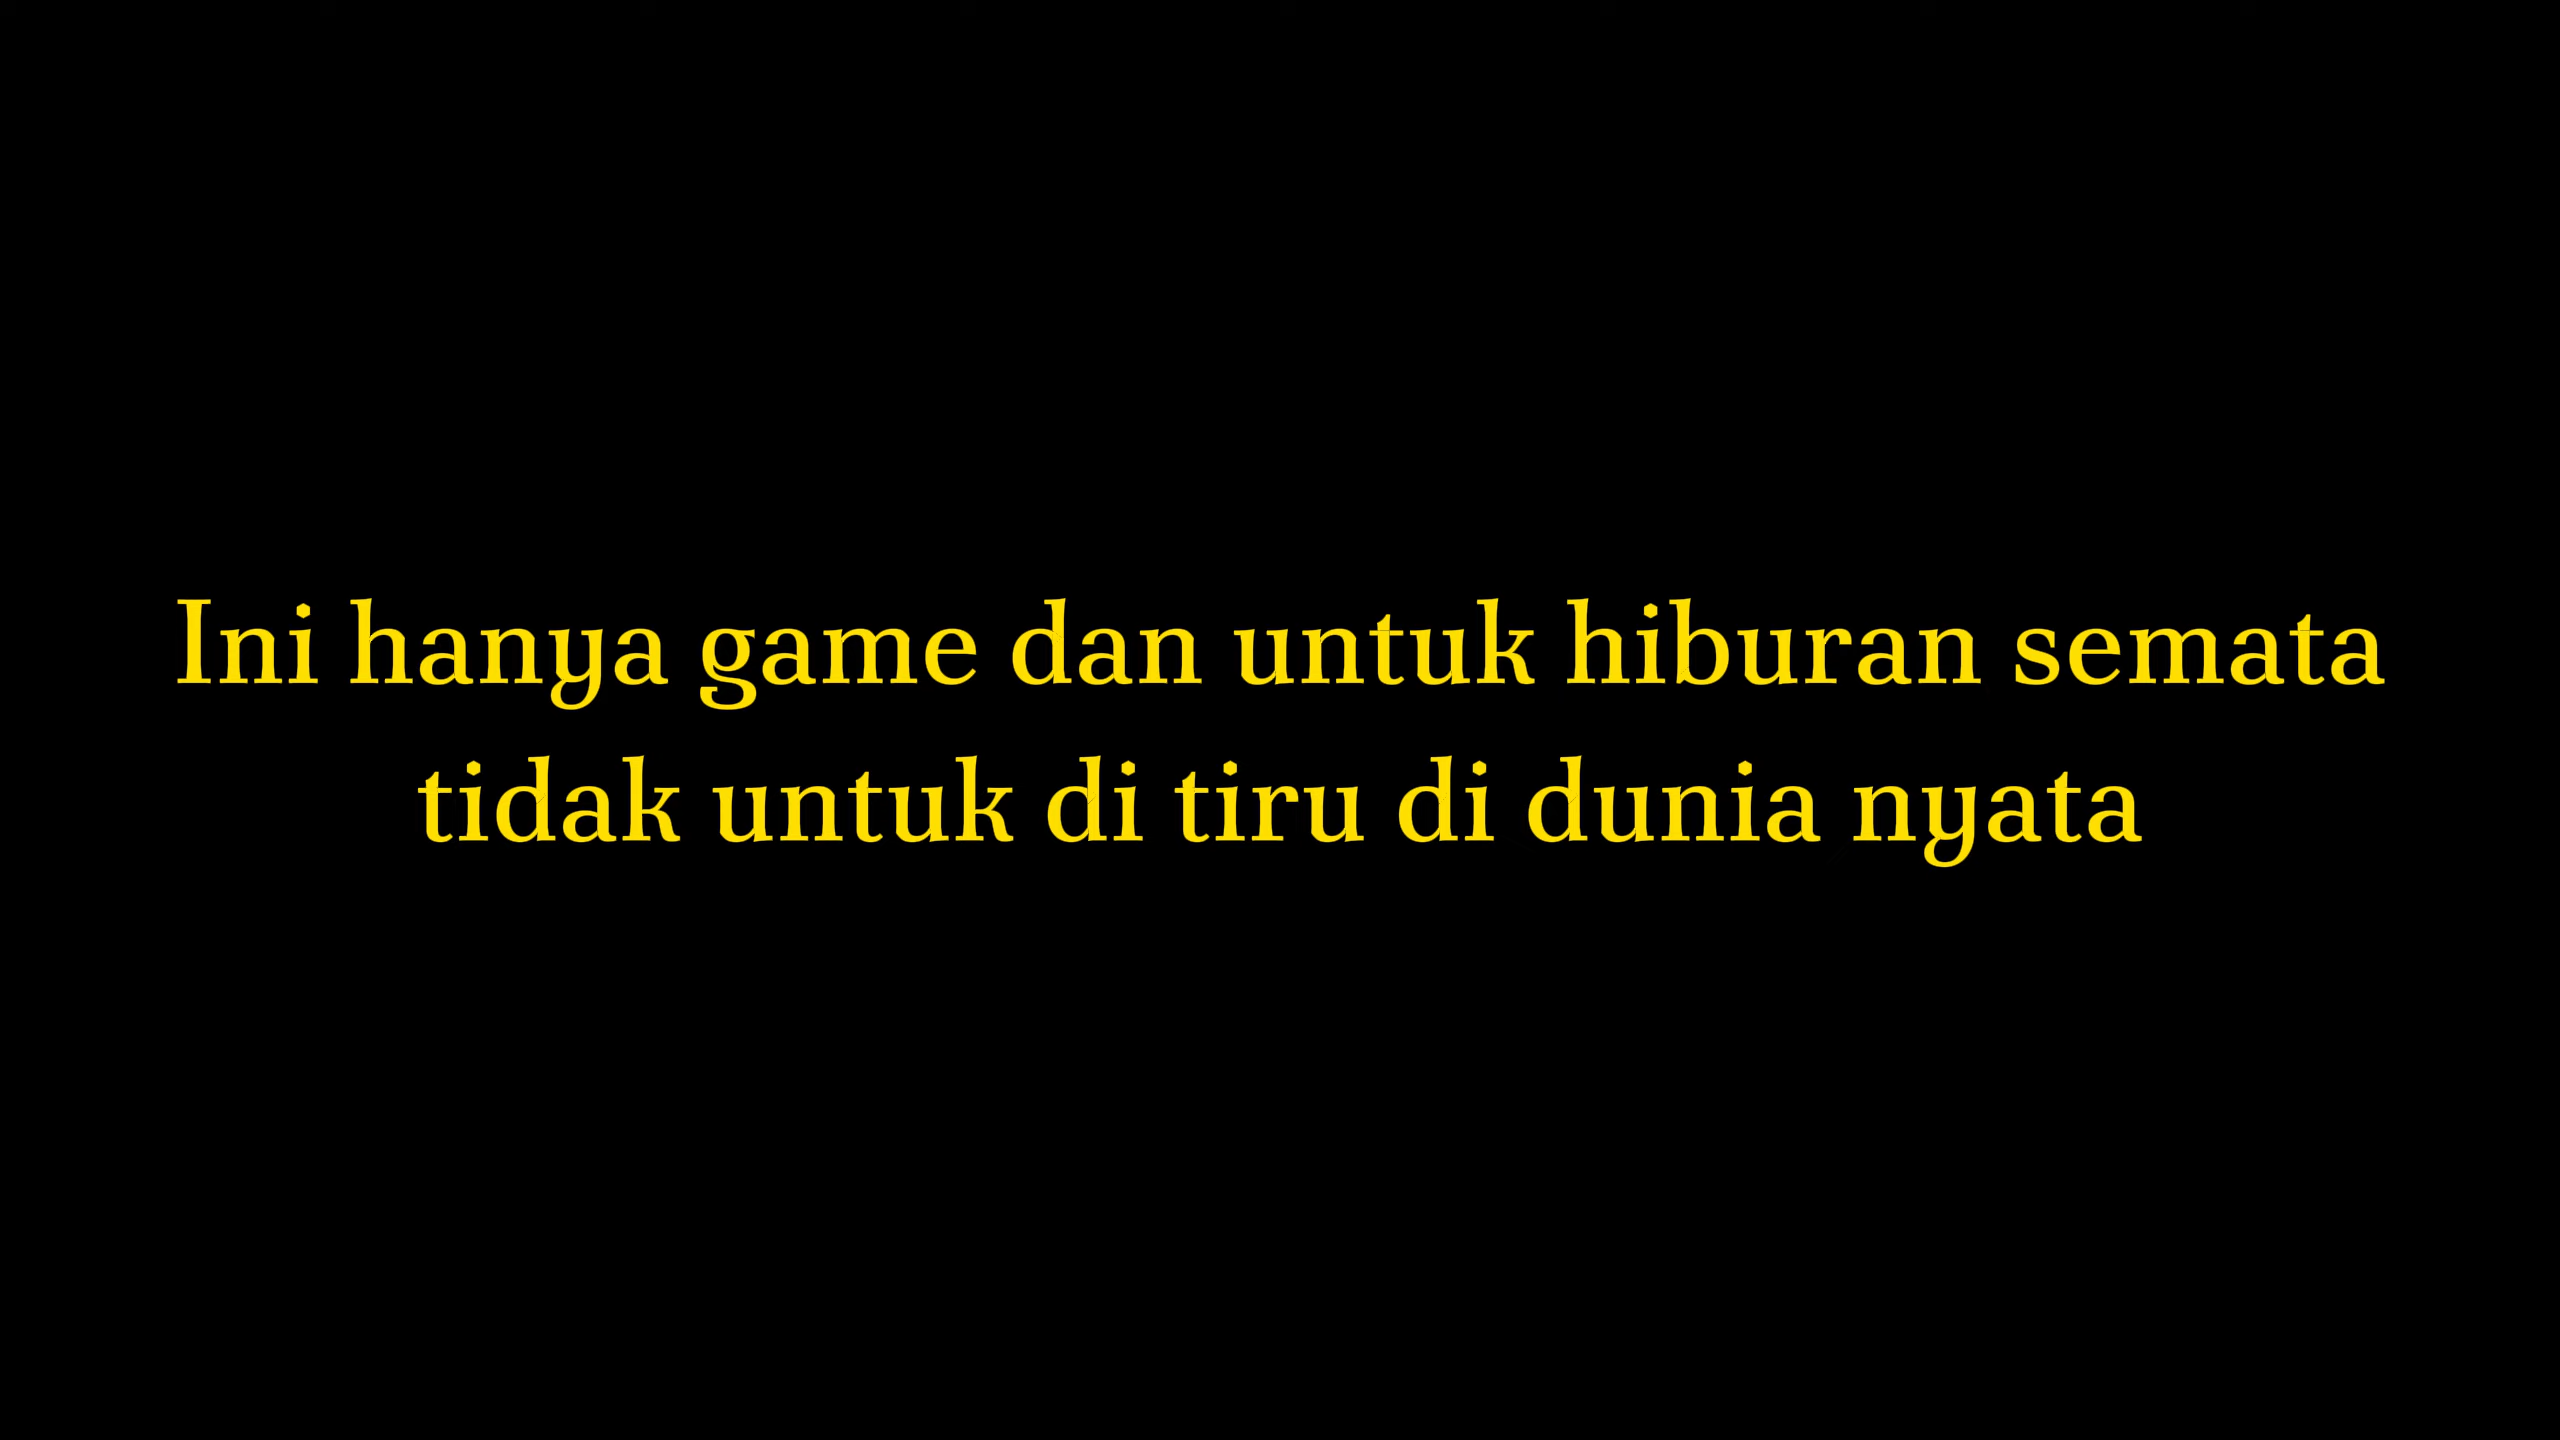 Ini hanya game dan untuk hiburan semata
tidak untuk di tiru di dunia nyata